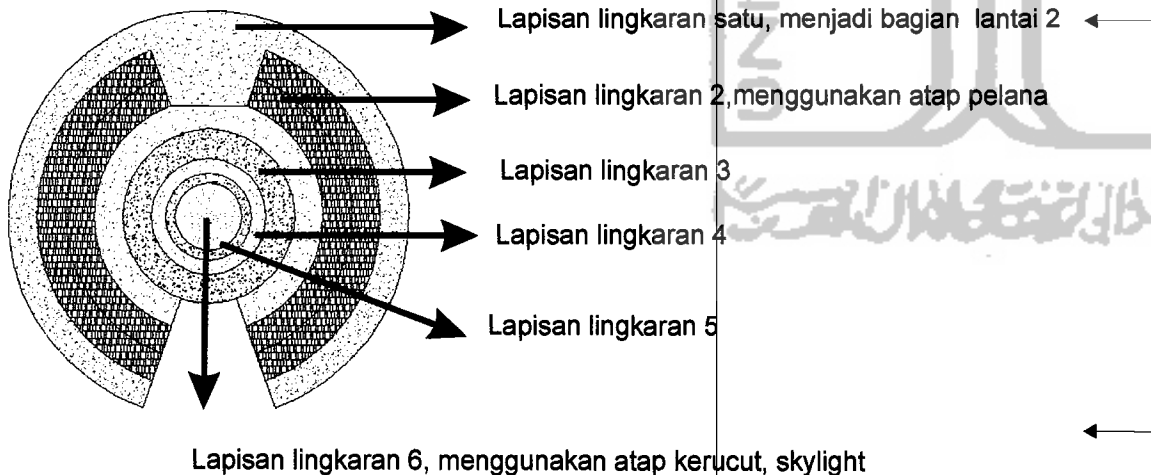 Lapisan lingkaran satu, menjadi bagian lantai 2
Lapisan lingkaran 2,menggunakan atap pelana
Lapisan lingkaran 3
Lapisan lingkaran 4
Lapisan lingkaran 5
Lapisan lingkaran 6, menggunakan atap kerucut, skylight